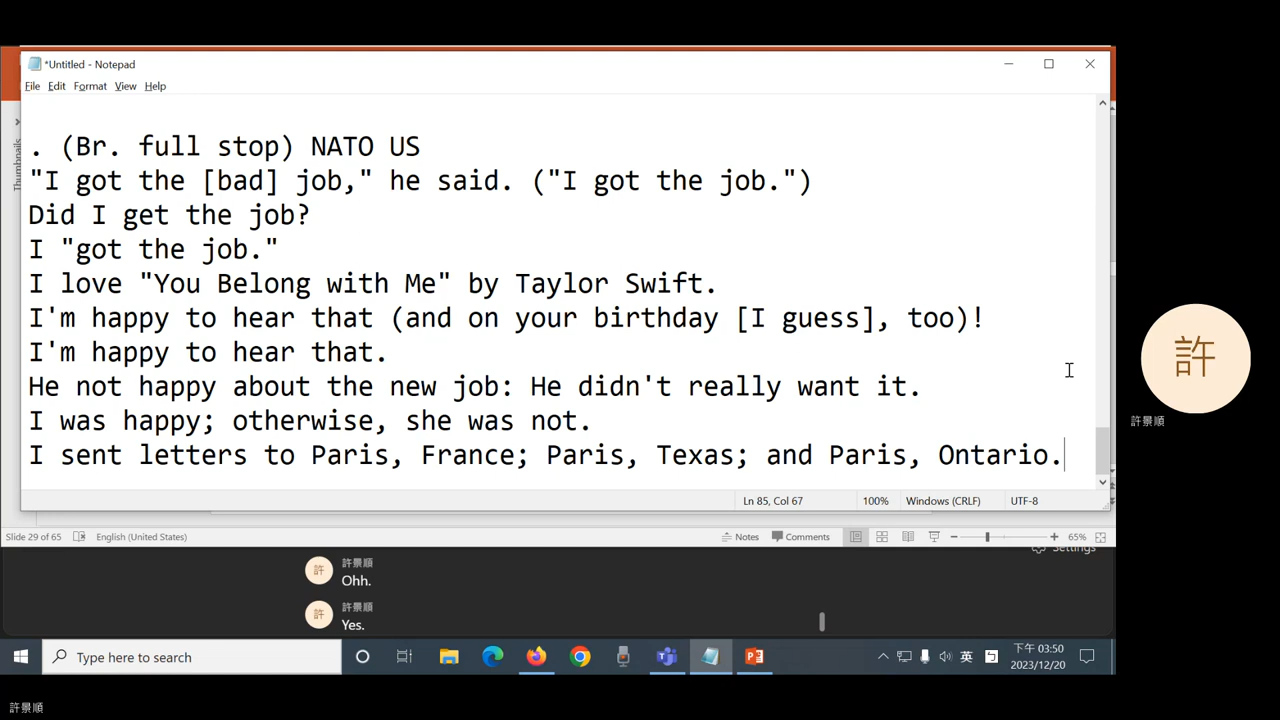 *Untitled - Notepad
File Edit Format View Help
. (Br. full stop) NATO US
"I got the [bad] job," he said. ("I got the job.")
Did I get the job?
I "got the job."
I love "You Belong with Me" by Taylor Swift.
I'm happy to hear that (and on your birthday [I guess], too)!
I'm happy to hear that.
He not happy about the new job: He didn't really want it.
I was happy; otherwise, she was not.
I sent letters to Paris, France; Paris, Texas; and Paris, Ontario.
Ln 85, Col 67 100% Windows (CRLF) UTF-8
Thumbnails
許
許景順
Slide 29 of 65 English (United States) Notes Comments 65%
Settings
許 許景順
Ohh.
許 許景順
Yes.
Type here to search
英
下午 03:50
2023/12/20
許景順